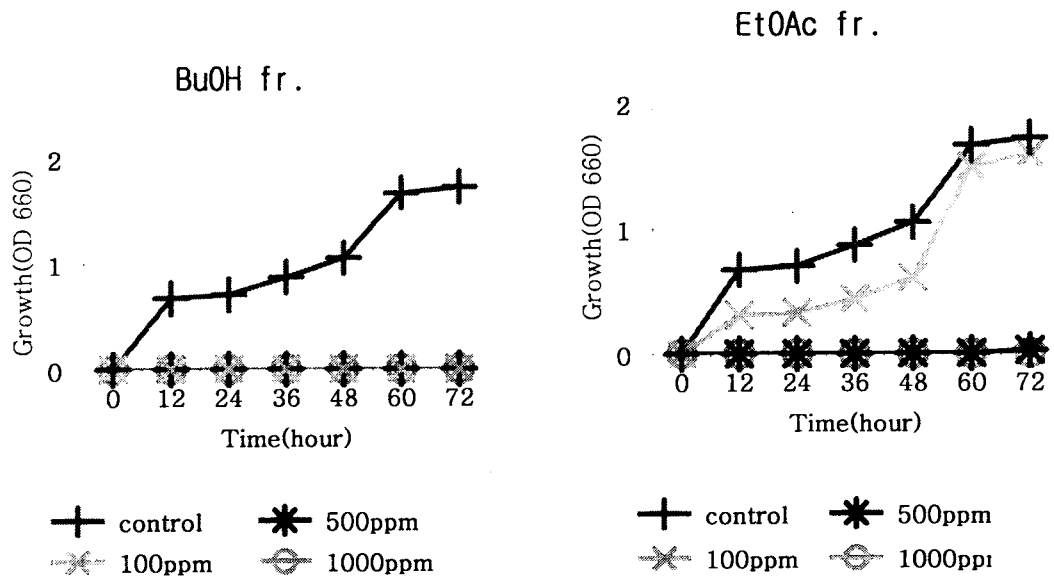 BuOH fr.
Growth(OD 660)
2
1
0
0 12 24 36 48 60 72
Time(hour)
control
500ppm
100ppm
1000ppm
EtOAc fr.
Growth(OD 660)
2
1
0
0 12 24 36 48 60 72
Time(hour)
control
500ppm
100ppm
1000pp